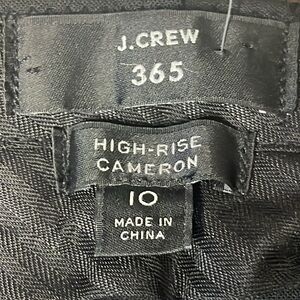 J.CREW
365
HIGH-RISE
CAMERON
10
MADE IN
CHINA